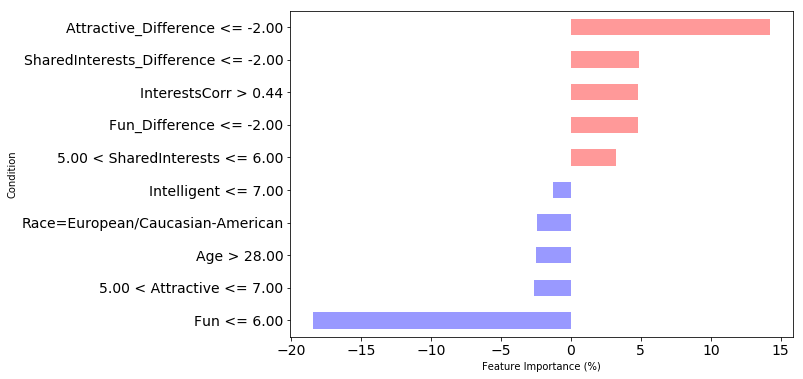 Attractive_Difference <= -2.00
SharedInterests_Difference <= -2.00
InterestsCorr > 0.44
Fun_Difference <= -2.00
5.00 < SharedInterests <= 6.00
Intelligent <= 7.00
Race=European/Caucasian-American
Age > 28.00
5.00 < Attractive <= 7.00
Fun <= 6.00
Condition
−20 −15 −10 −5 0 5 10 15
Feature Importance (%)